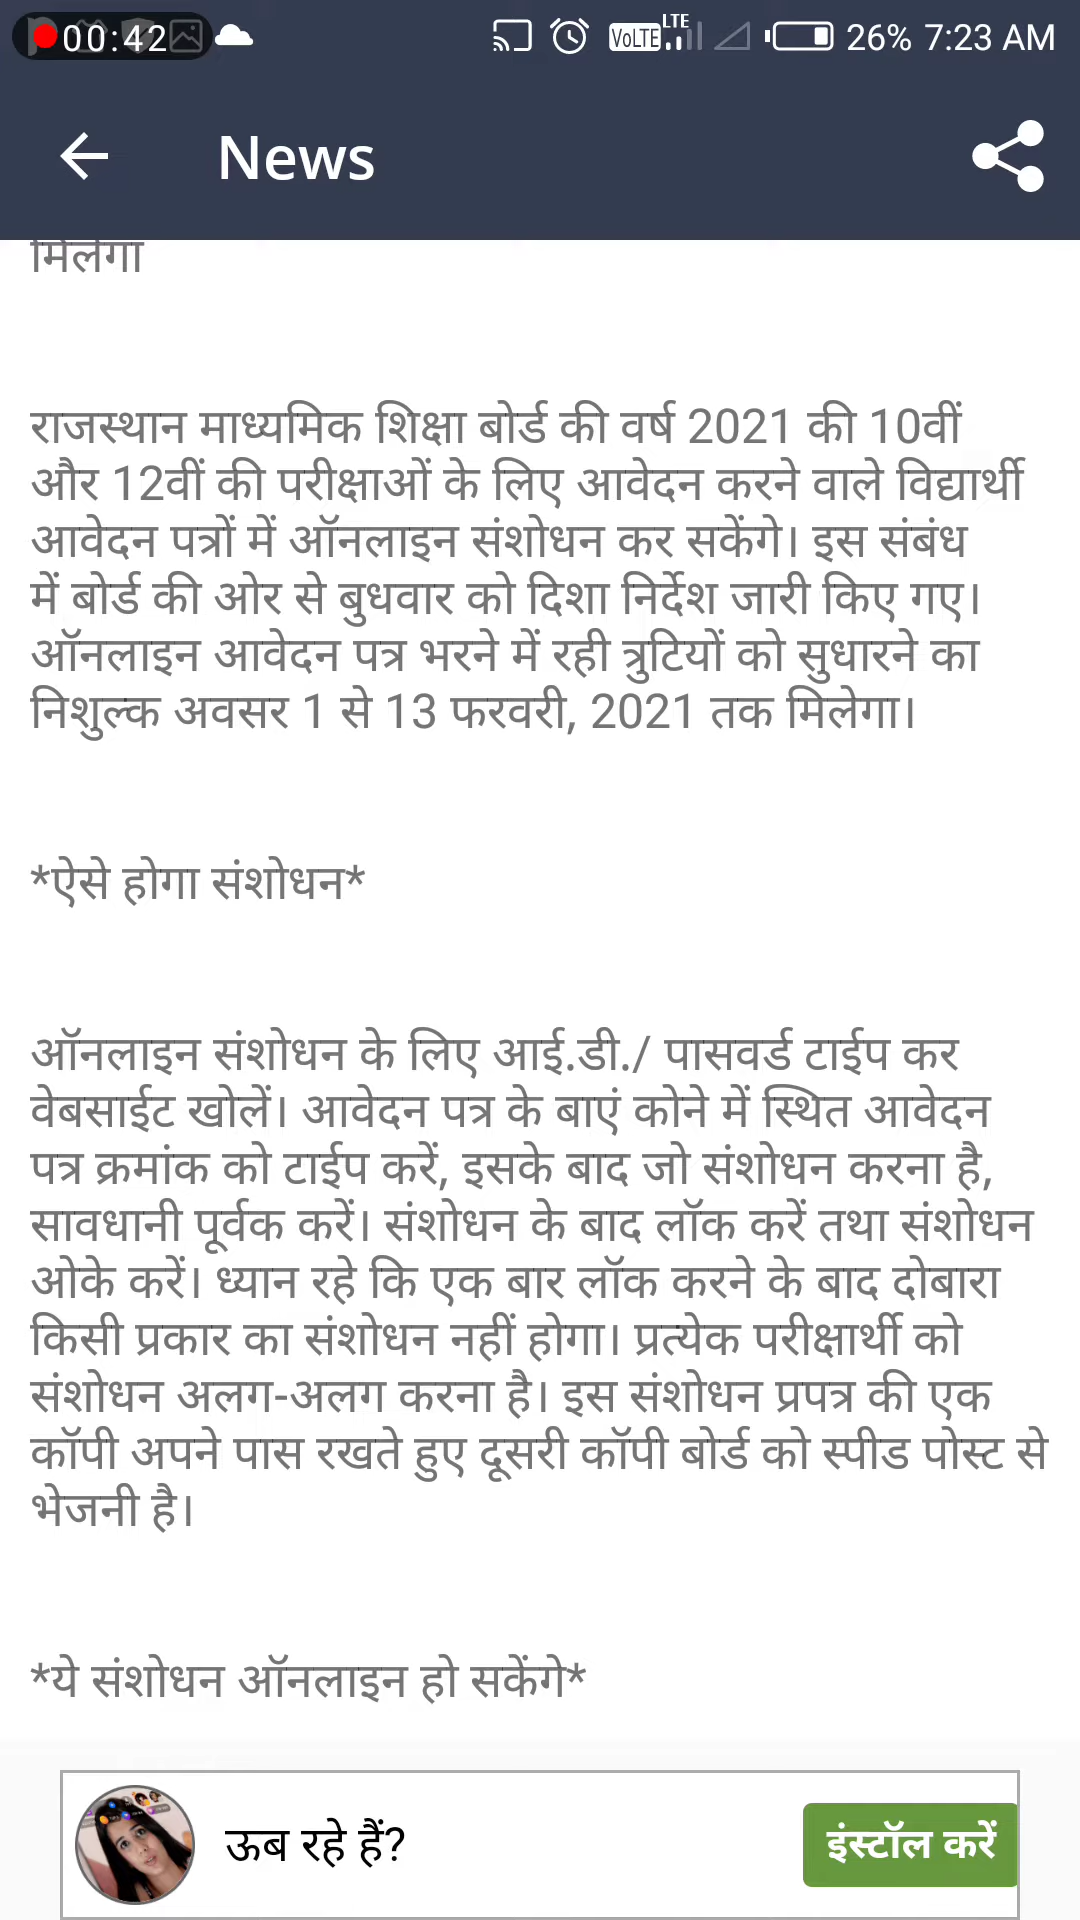 00:42
VoLTE LTE 26% 7:23 AM
News
मिलेगा
राजस्थान माध्यमिक शिक्षा बोर्ड की वर्ष 2021 की 10वीं
और 12वीं की परीक्षाओं के लिए आवेदन करने वाले विद्यार्थी
आवेदन पत्रों में ऑनलाइन संशोधन कर सकेंगे। इस संबंध
में बोर्ड की ओर से बुधवार को दिशा निर्देश जारी किए गए।
ऑनलाइन आवेदन पत्र भरने में रही त्रुटियों को सुधारने का
निशुल्क अवसर 1 से 13 फरवरी, 2021 तक मिलेगा।
*ऐसे होगा संशोधन*
ऑनलाइन संशोधन के लिए आई.डी./ पासवर्ड टाईप कर
वेबसाईट खोलें। आवेदन पत्र के बाएं कोने में स्थित आवेदन
पत्र क्रमांक को टाईप करें, इसके बाद जो संशोधन करना है,
सावधानी पूर्वक करें। संशोधन के बाद लॉक करें तथा संशोधन
ओके करें। ध्यान रहे कि एक बार लॉक करने के बाद दोबारा
किसी प्रकार का संशोधन नहीं होगा। प्रत्येक परीक्षार्थी को
संशोधन अलग-अलग करना है। इस संशोधन प्रपत्र की एक
कॉपी अपने पास रखते हुए दूसरी कॉपी बोर्ड को स्पीड पोस्ट से
भेजनी है।
*ये संशोधन ऑनलाइन हो सकेंगे*
ऊब रहे हैं?
इंस्टॉल करें